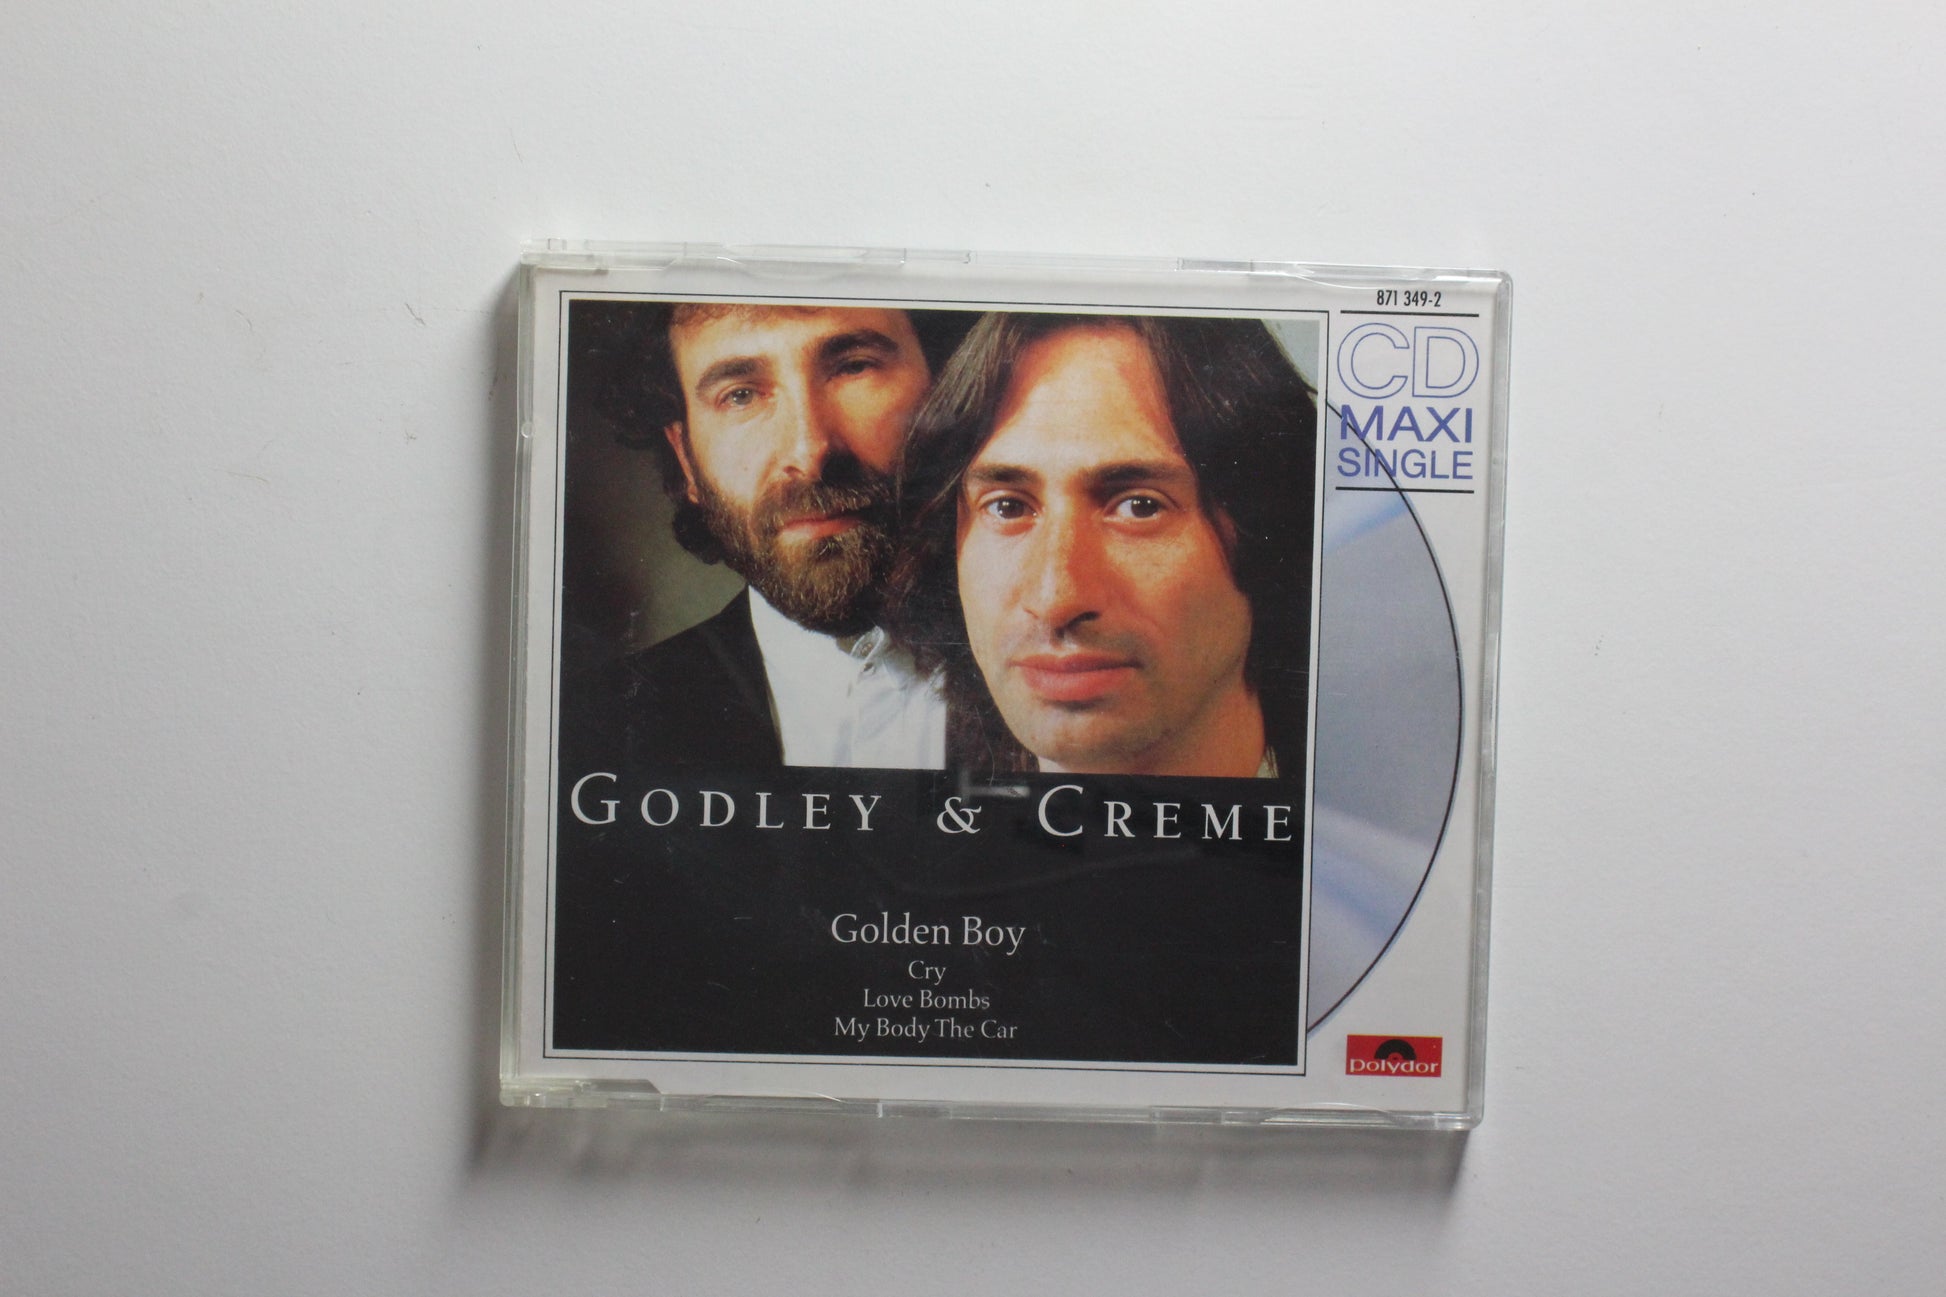 871 349-2
CD
MAXI
SINGLE
GODLEY & CREME
Golden Boy
Cry
Love Bombs
My Body The Car
polydor